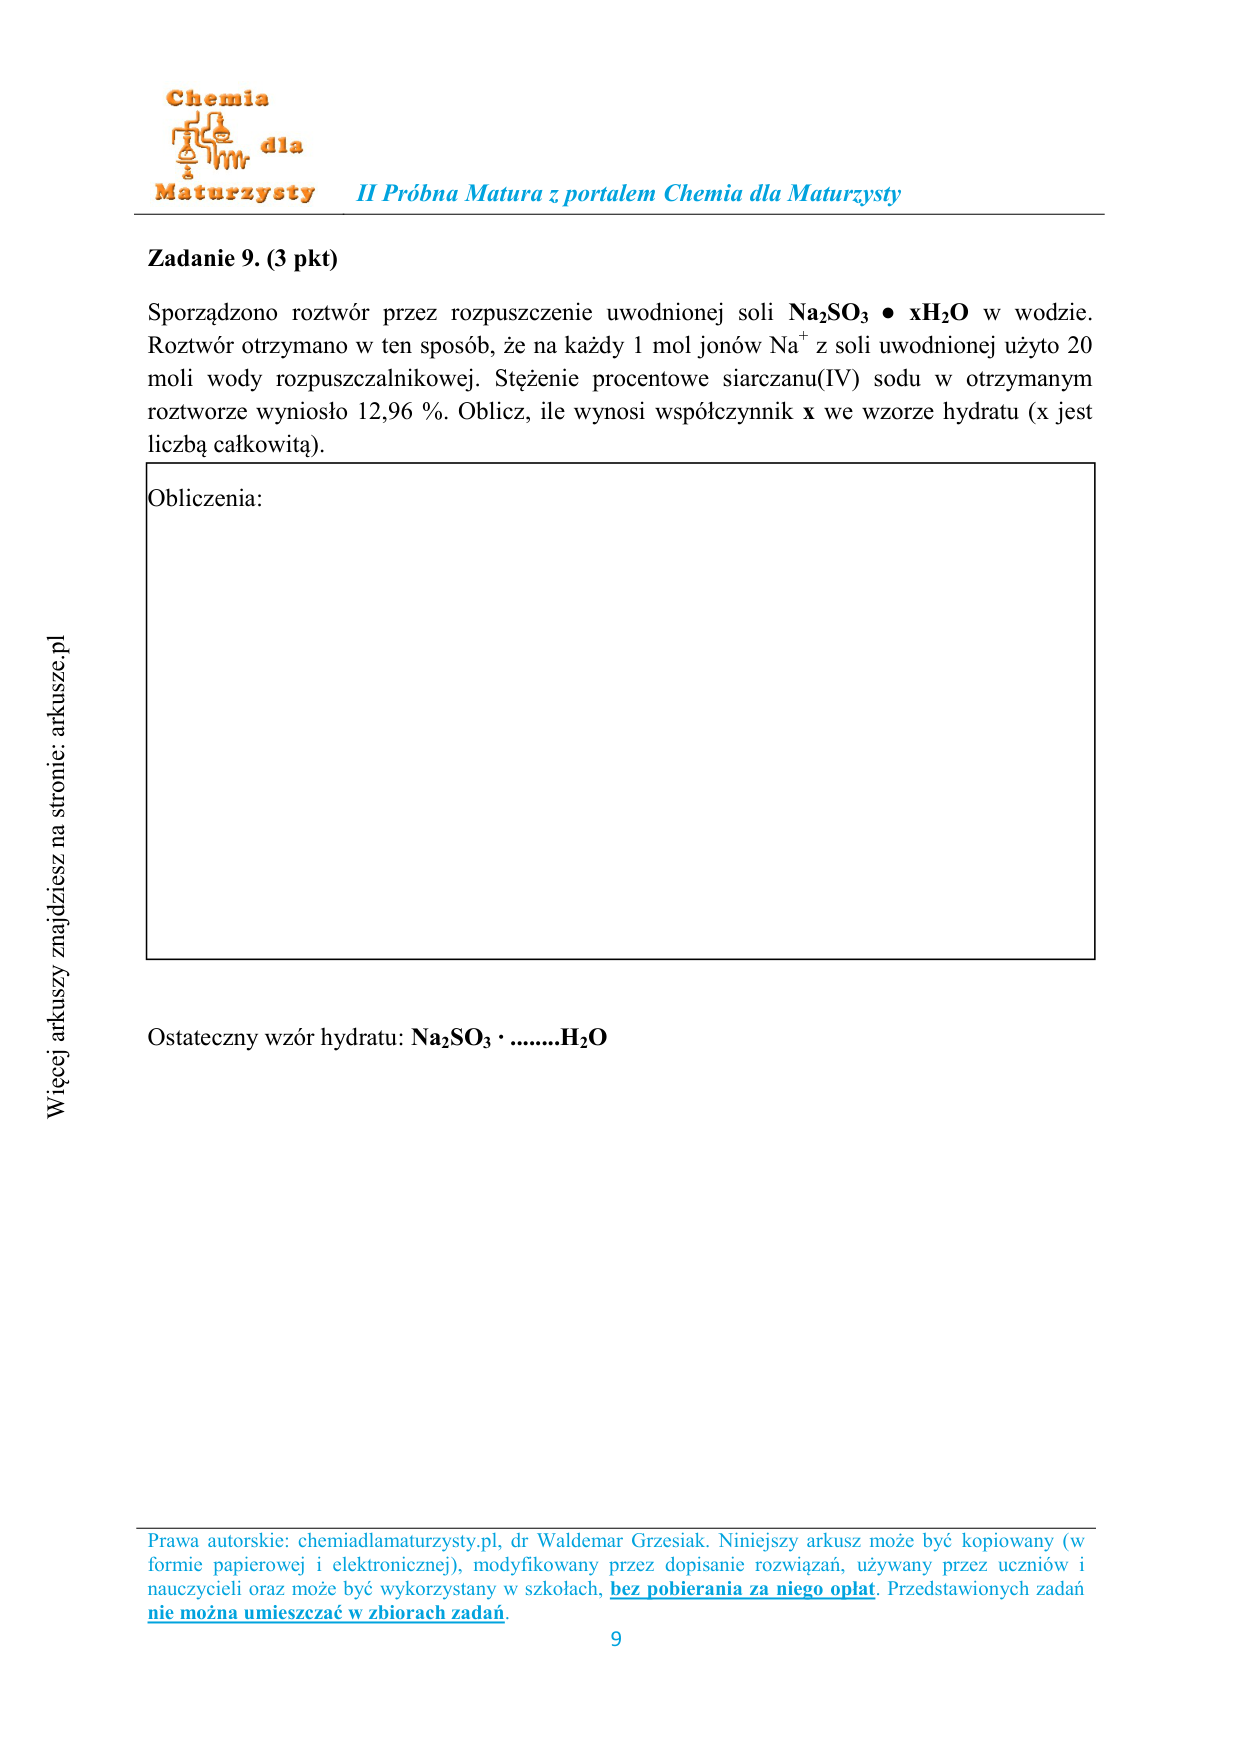 Chemia
dla
Maturzysty
II Próbna Matura z portalem Chemia dla Maturzysty
Zadanie 9. (3 pkt)
Sporządzono roztwór przez rozpuszczenie uwodnionej soli Na₂SO₃ ● xH₂O w wodzie.
Roztwór otrzymano w ten sposób, że na każdy 1 mol jonów Na⁺ z soli uwodnionej użyto 20
moli wody rozpuszczalnikowej. Stężenie procentowe siarczanu(IV) sodu w otrzymanym
roztworze wyniosło 12,96 %. Oblicz, ile wynosi współczynnik x we wzorze hydratu (x jest
liczbą całkowitą).
Obliczenia:
Ostateczny wzór hydratu: Na₂SO₃ · ........H₂O
Więcej arkuszy znajdziesz na stronie: arkusze.pl
Prawa autorskie: chemiadlamaturzysty.pl, dr Waldemar Grzesiak. Niniejszy arkusz może być kopiowany (w
formie papierowej i elektronicznej), modyfikowany przez dopisanie rozwiązań, używany przez uczniów i
nauczycieli oraz może być wykorzystany w szkołach, bez pobierania za niego opłat. Przedstawionych zadań
nie można umieszczać w zbiorach zadań.
9